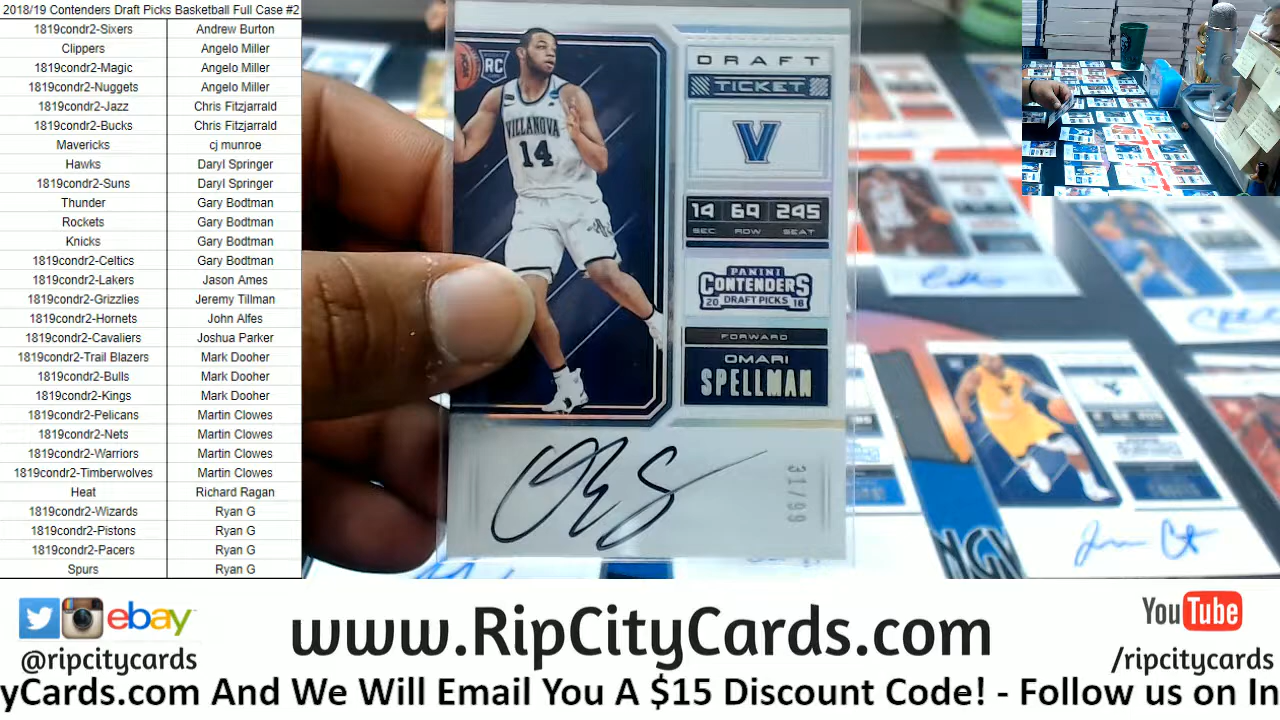 2018/19 Contenders Draft Picks Basketball Full Case #2
1819condr2-Sixers Andrew Burton
Clippers Angelo Miller
1819condr2-Magic Angelo Miller
1819condr2-Nuggets Angelo Miller
1819condr2-Jazz Chris Fitzjarrald
1819condr2-Bucks Chris Fitzjarrald
Mavericks cj munroe
Hawks Daryl Springer
1819condr2-Suns Daryl Springer
Thunder Gary Bodtman
Rockets Gary Bodtman
Knicks Gary Bodtman
1819condr2-Celtics Gary Bodtman
1819condr2-Lakers Jason Ames
1819condr2-Grizzlies Jeremy Tillman
1819condr2-Hornets John Alfes
1819condr2-Cavaliers Joshua Parker
1819condr2-Trail Blazers Mark Dooher
1819condr2-Bulls Mark Dooher
1819condr2-Kings Mark Dooher
1819condr2-Pelicans Martin Clowes
1819condr2-Nets Martin Clowes
1819condr2-Warriors Martin Clowes
1819condr2-Timberwolves Martin Clowes
Heat Richard Ragan
1819condr2-Wizards Ryan G
1819condr2-Pistons Ryan G
1819condr2-Pacers Ryan G
Spurs Ryan G
RC
VILLANOVA
14
DRAFT
TICKET
V
14 69 245
SEC ROW SEAT
PANINI
CONTENDERS
20 DRAFT PICKS 18
FORWARD
OMARI
SPELLMAN
31/99
ebay
@ripcitycards
www.RipCityCards.com
YouTube
/ripcitycards
yCards.com And We Will Email You A $15 Discount Code! - Follow us on In